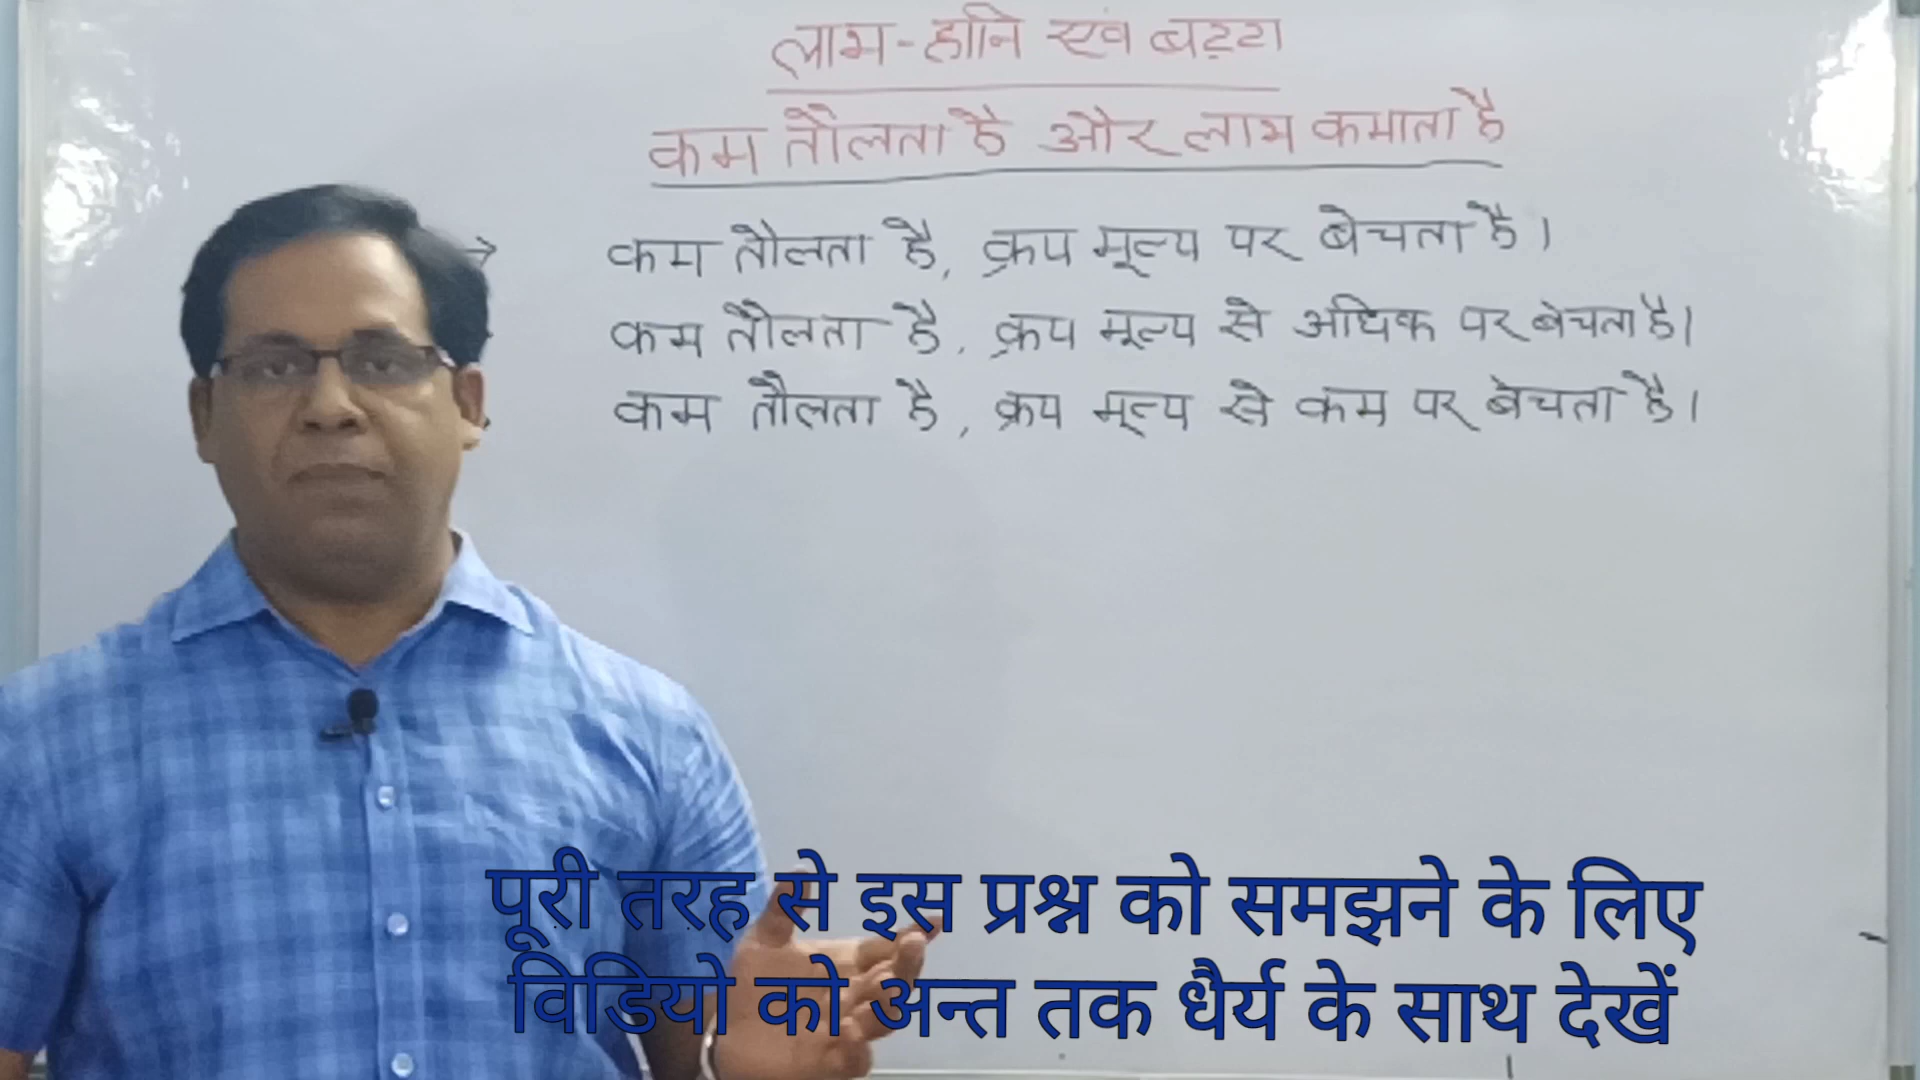 लाभ-हानि एवं बट्टा
कम तौलता है और लाभ कमाता है
→ कम तौलता है, क्रय मूल्य पर बेचता है।
कम तौलता है, क्रय मूल्य से अधिक पर बेचता है।
कम तौलता है, क्रय मूल्य से कम पर बेचता है।
पूरी तरह से इस प्रश्न को समझने के लिए
विडियो को अन्त तक धैर्य के साथ देखें